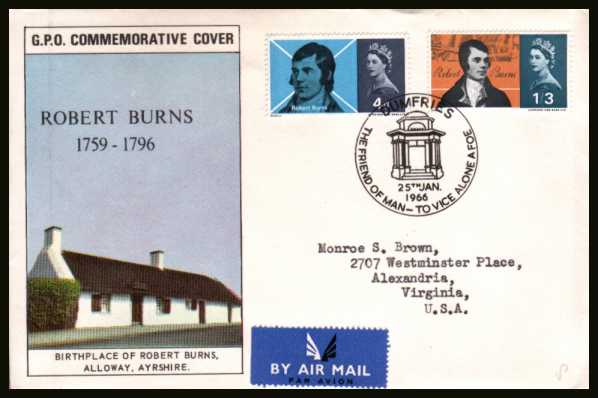 G.P.O. COMMEMORATIVE COVER
ROBERT BURNS
1759 - 1796
BIRTHPLACE OF ROBERT BURNS,
ALLOWAY, AYRSHIRE.
Robert Burns
4d
Robert Burns
1'3
DUMFRIES
THE FRIEND OF MAN - TO VICE ALONE A FOE
25TH JAN.
1966
Monroe S. Brown,
2707 Westminster Place,
Alexandria,
Virginia,
U.S.A.
BY AIR MAIL
PAR AVION